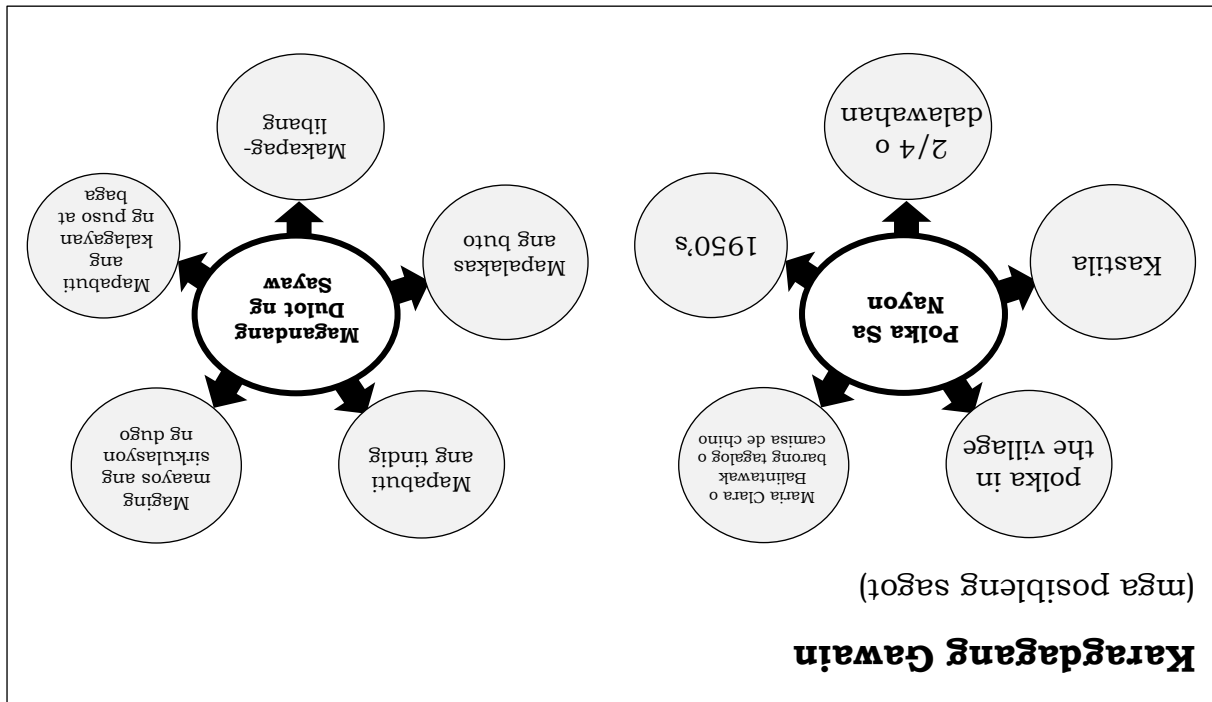 Karagdagang Gawain
(mga posibleng sagot)
polka in
the village
Maria Clara o
Balintawak
barong tagalog o
camisa de chino
Kastila
Polka Sa
Nayon
1950's
2/4 o
dalawahan
Mapabuti
ang tindig
Maging
maayos ang
sirkulasyon
ng dugo
Mapalakas
ang buto
Magandang
Dulot ng
Sayaw
Mapabuti
ang
kalagayan
ng puso at
baga
Makapag-
libang